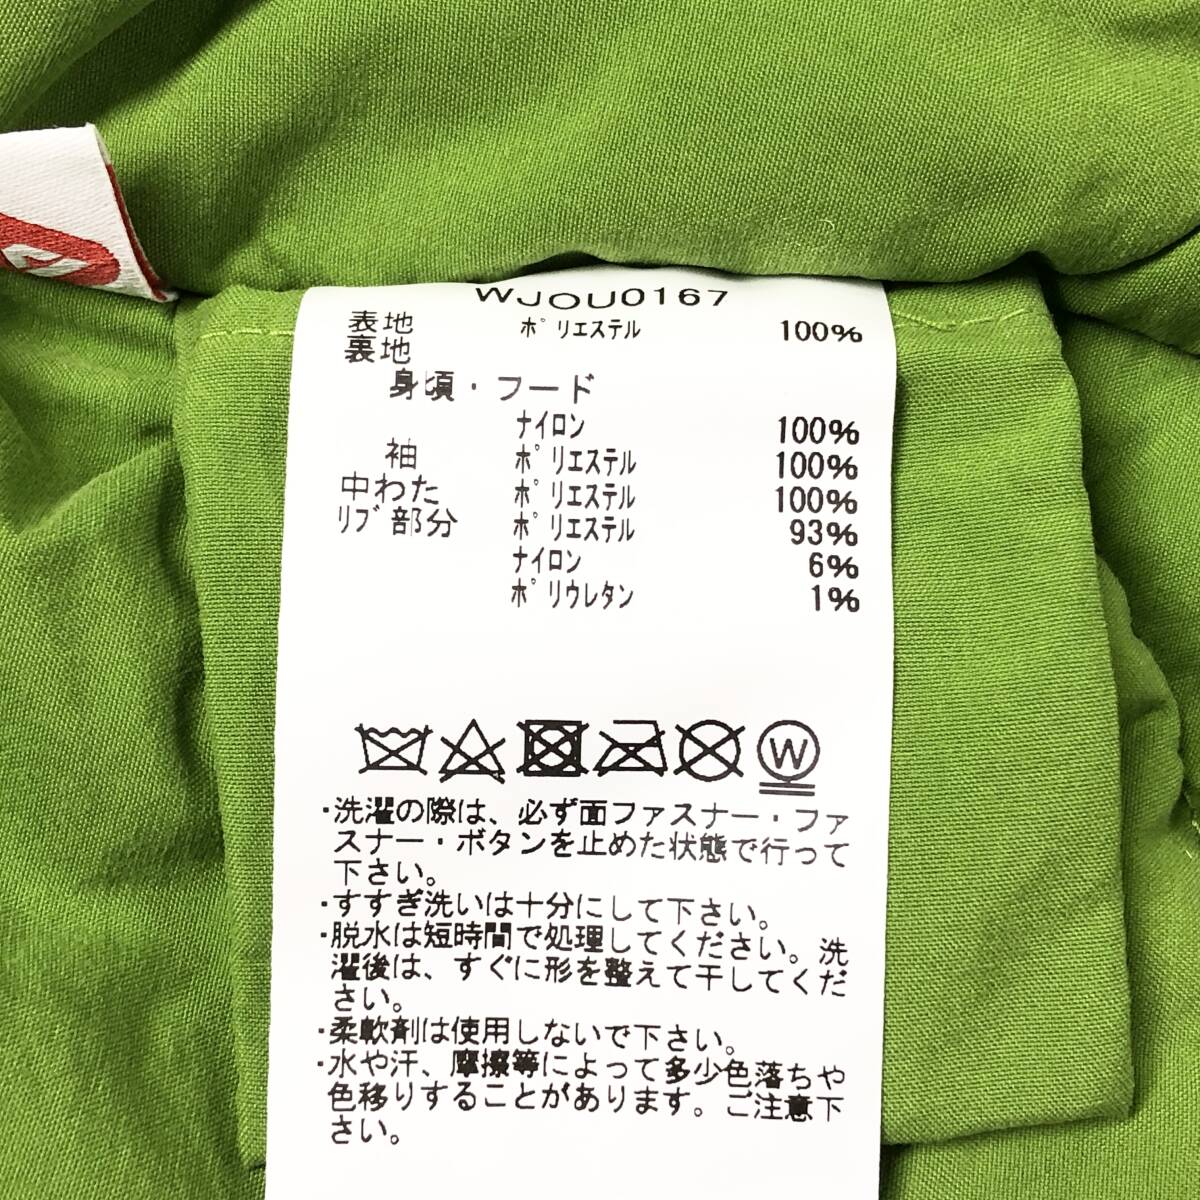 WJOU0167
表地 ポリエステル 100%
裏地
身頃・フード
ナイロン 100%
袖 ポリエステル 100%
中わた ポリエステル 100%
リブ部分 ポリエステル 93%
ナイロン 6%
ポリウレタン 1%
W
・洗濯の際は、必ず面ファスナー・ファ
スナー・ボタンを止めた状態で行って
下さい。
・すすぎ洗いは十分にして下さい。
・脱水は短時間で処理してください。洗
濯後は、すぐに形を整えて干してくだ
さい。
・柔軟剤は使用しないで下さい。
・水や汗、摩擦等によって多少色落ちや
色移りすることがあります。ご注意下
さい。